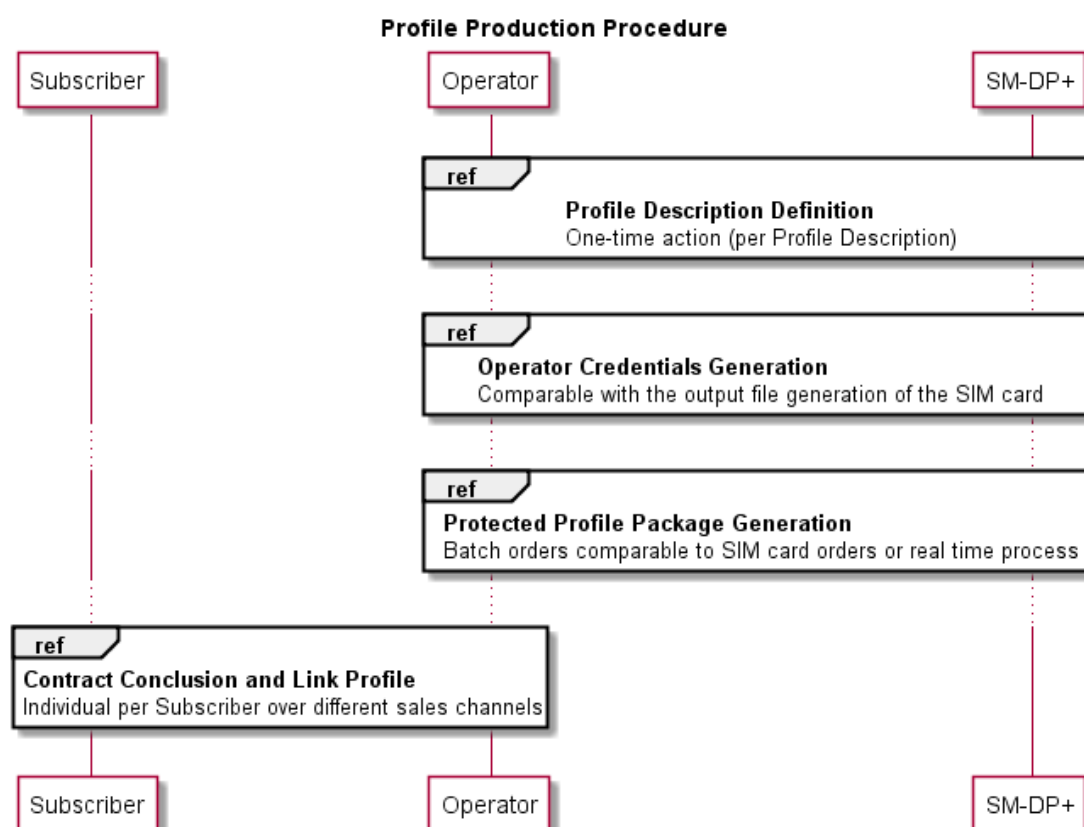 Profile Production Procedure
Subscriber
Operator
SM-DP+
ref
Profile Description Definition
One-time action (per Profile Description)
ref
Operator Credentials Generation
Comparable with the output file generation of the SIM card
ref
Protected Profile Package Generation
Batch orders comparable to SIM card orders or real time process
ref
Contract Conclusion and Link Profile
Individual per Subscriber over different sales channels
Subscriber
Operator
SM-DP+